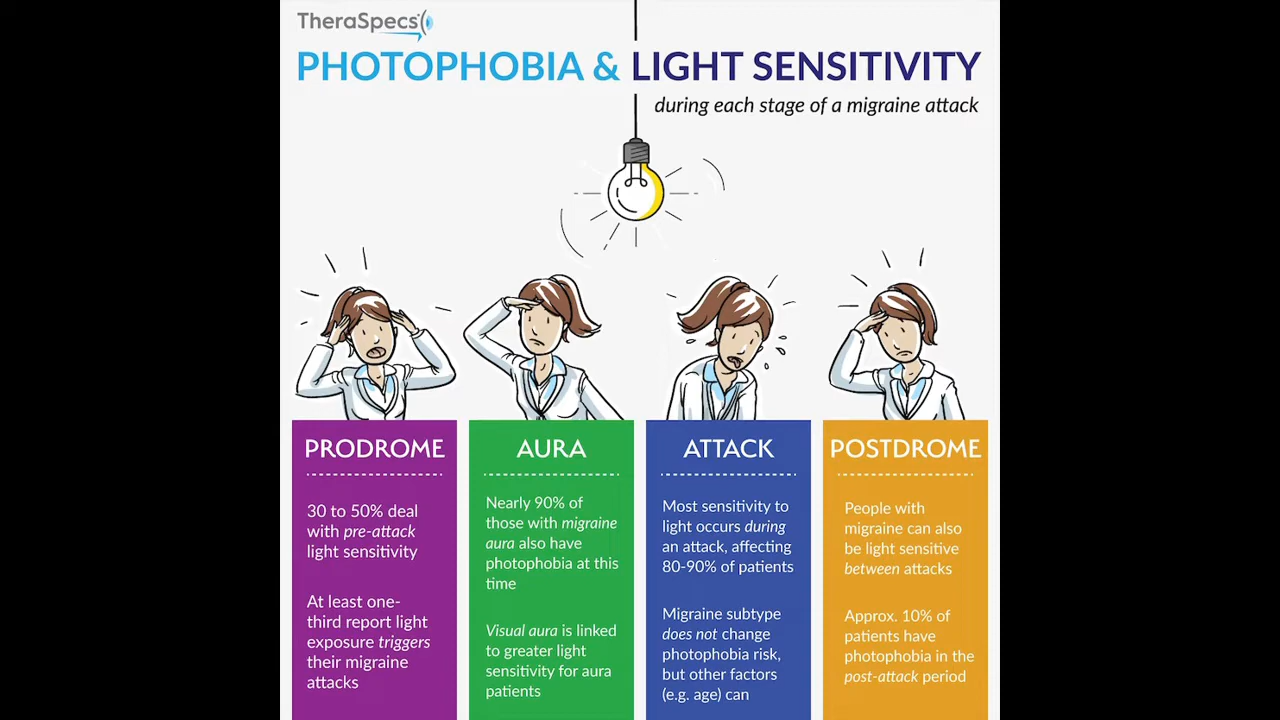 TheraSpecs
PHOTOPHOBIA & LIGHT SENSITIVITY
during each stage of a migraine attack
PRODROME
30 to 50% deal
with pre-attack
light sensitivity
At least one-
third report light
exposure triggers
their migraine
attacks
AURA
Nearly 90% of
those with migraine
aura also have
photophobia at this
time
Visual aura is linked
to greater light
sensitivity for aura
patients
ATTACK
Most sensitivity to
light occurs during
an attack, affecting
80-90% of patients
Migraine subtype
does not change
photophobia risk,
but other factors
(e.g. age) can
POSTDROME
People with
migraine can also
be light sensitive
between attacks
Approx. 10% of
patients have
photophobia in the
post-attack period